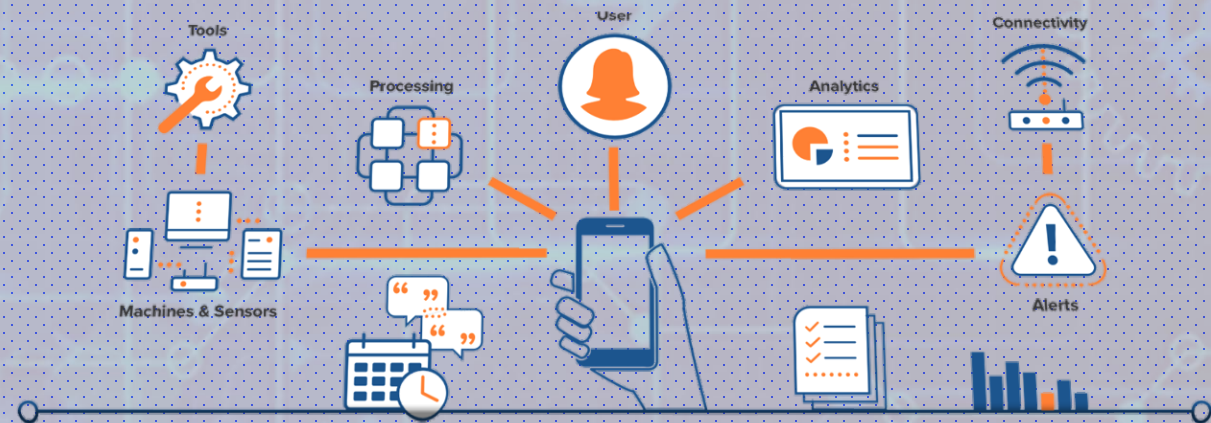 User
Connectivity
Tools
Processing
Analytics
Machines & Sensors
Alerts